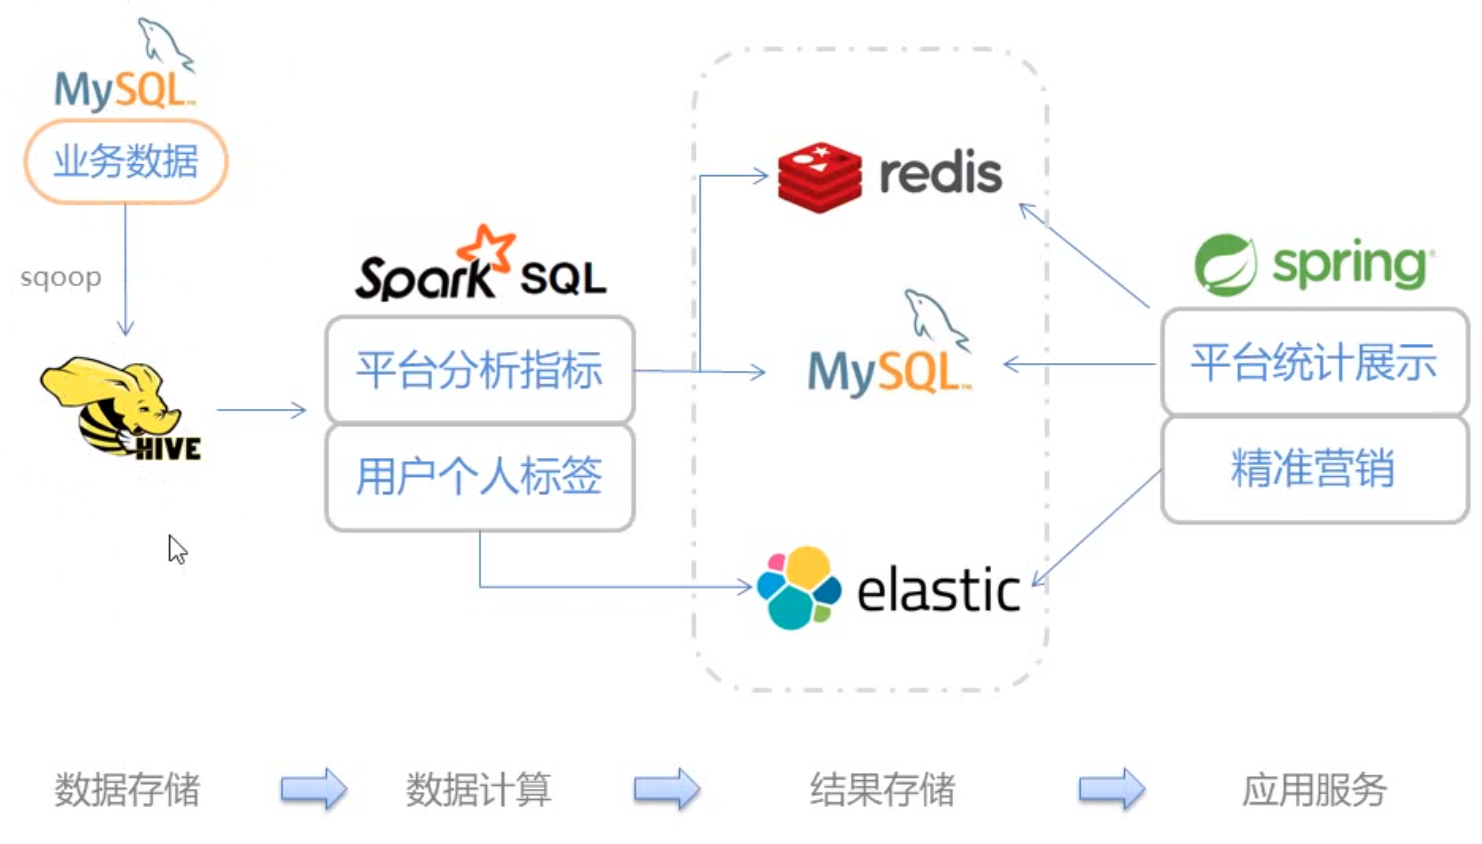 MySQL™
业务数据
sqoop
HIVE
Spark SQL
平台分析指标
用户个人标签
redis
MySQL™
elastic
spring
平台统计展示
精准营销
数据存储
数据计算
结果存储
应用服务